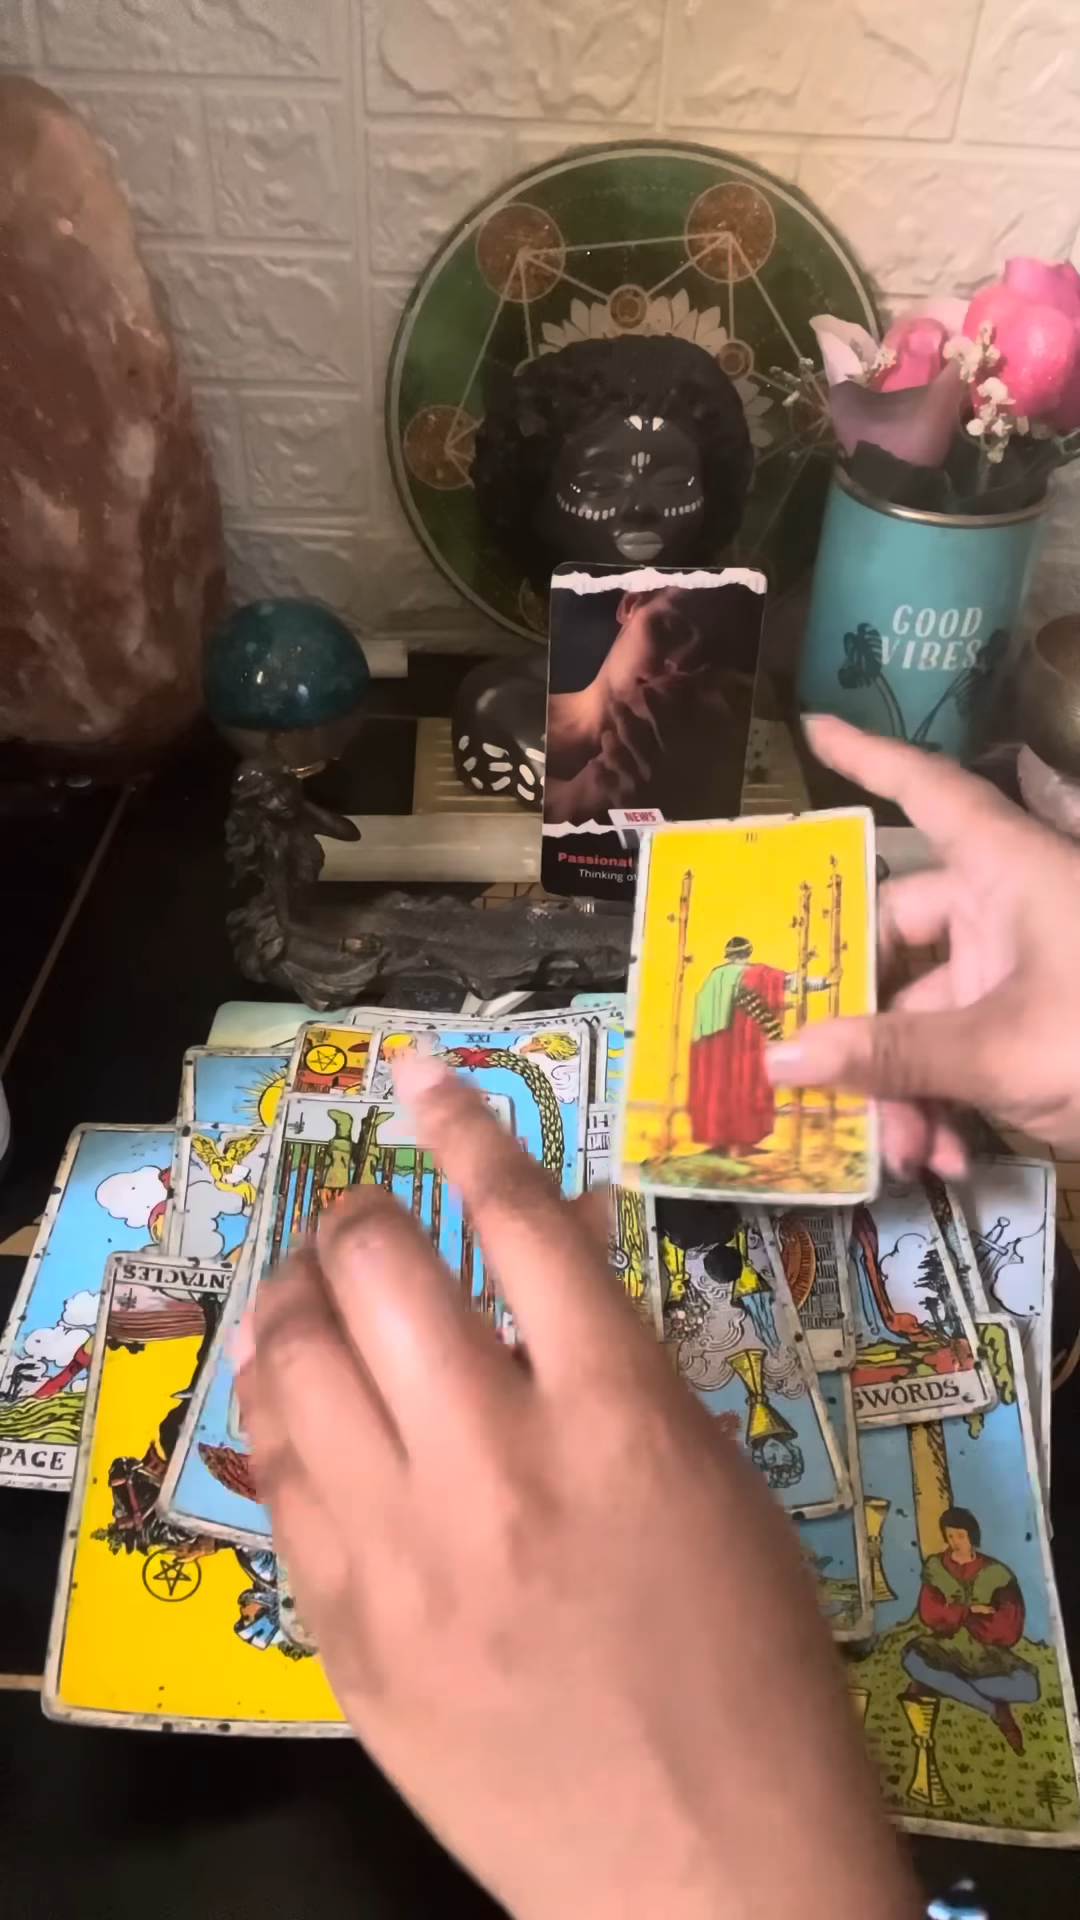 GOOD
VIBES
NEWS
Passionat
Thinking of
III
XXI
NTACLES
PAGE
SWORDS